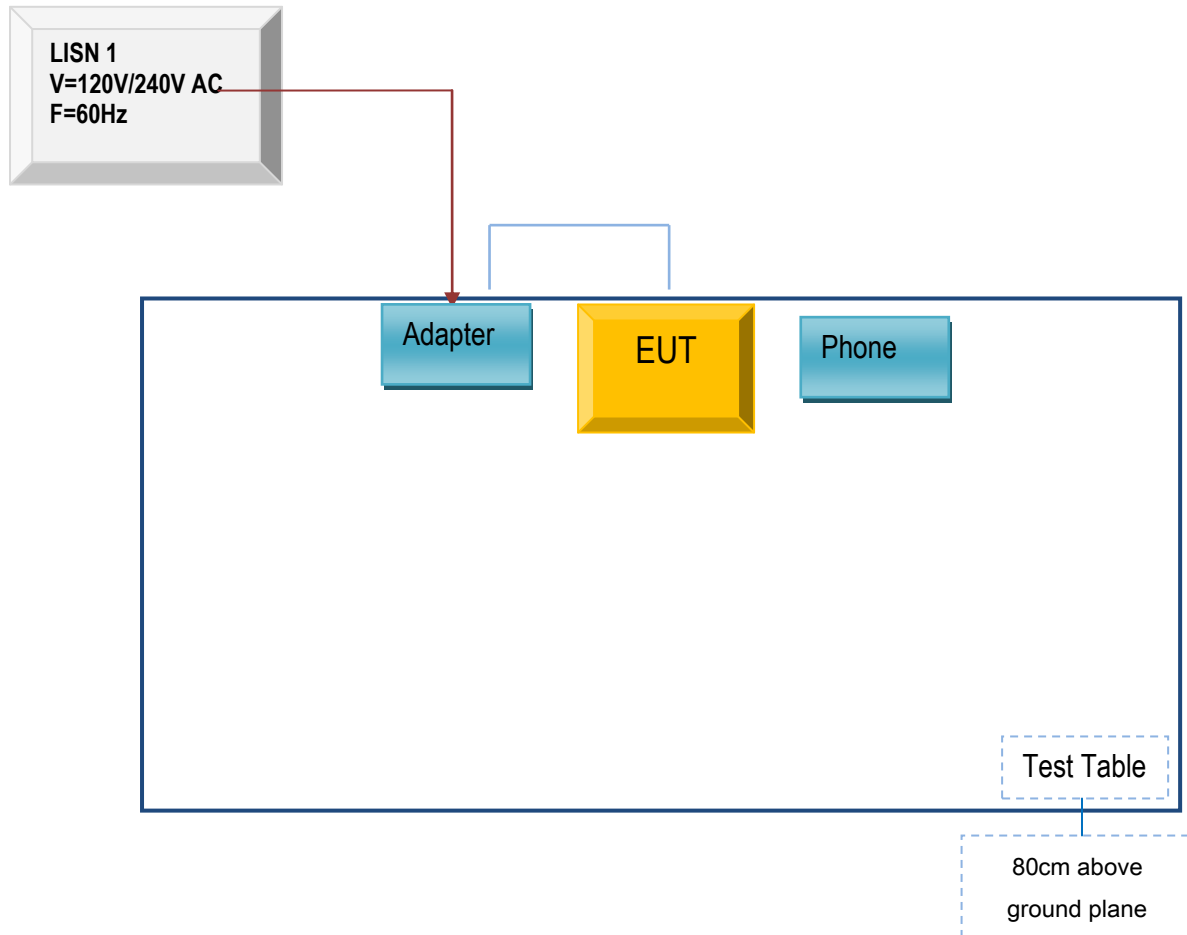 LISN 1
V=120V/240V AC
F=60Hz
Adapter
EUT
Phone
Test Table
80cm above
ground plane